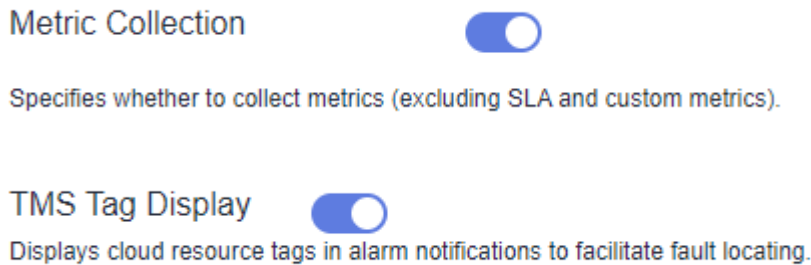 Metric Collection
Specifies whether to collect metrics (excluding SLA and custom metrics).
TMS Tag Display
Displays cloud resource tags in alarm notifications to facilitate fault locating.